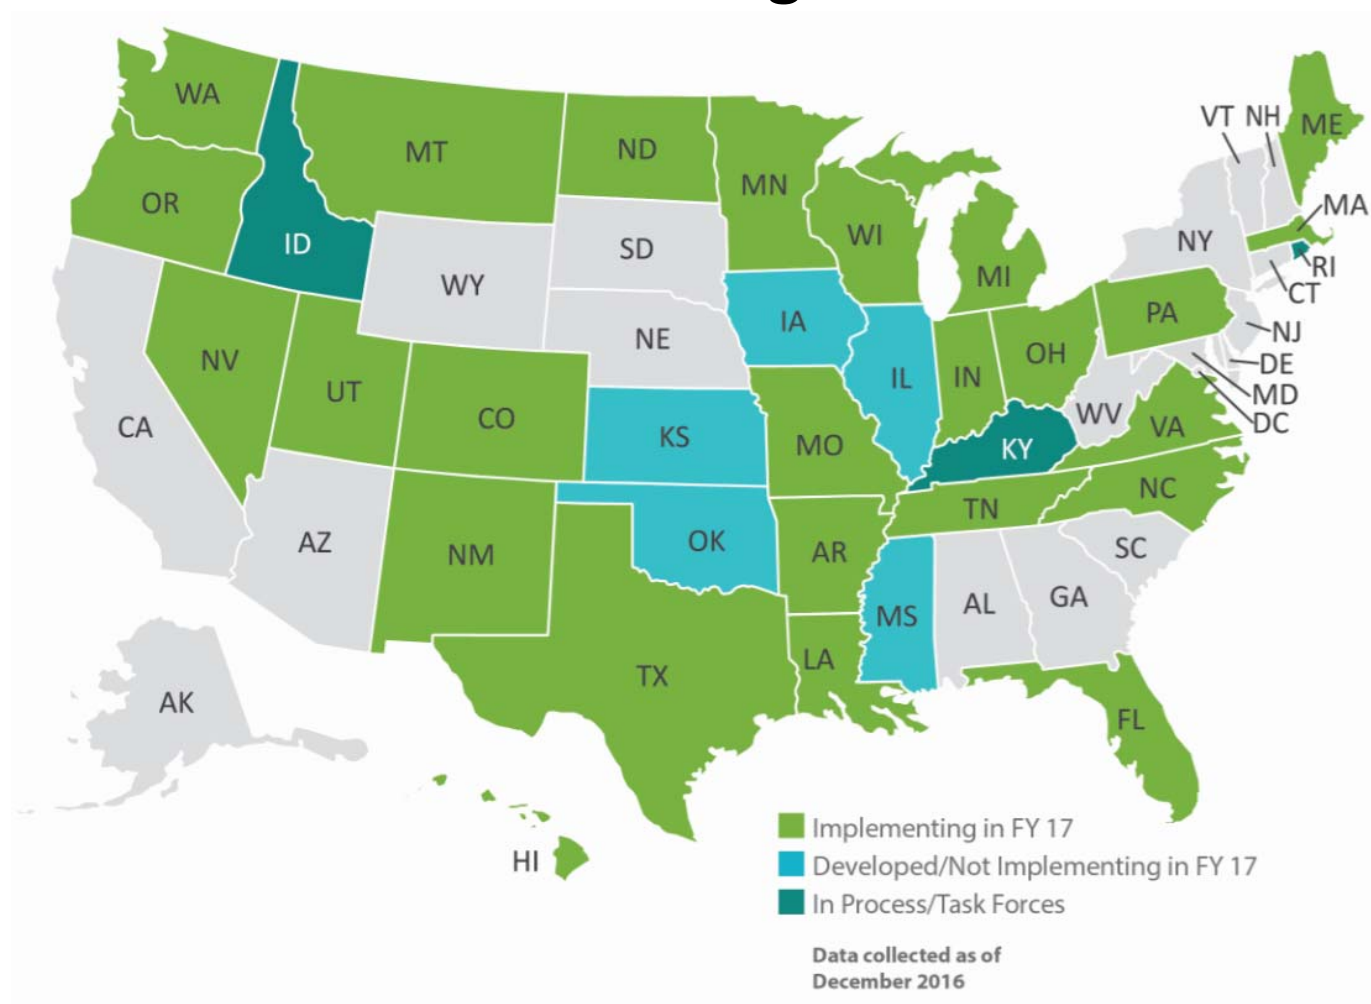 WA
MT
ND
MN
VT NH
ME
OR
ID
SD
WI
MI
NY
MA
WY
RI
CT
IA
PA
NJ
NE
NV
UT
CO
IL
IN
OH
DE
MD
DC
CA
KS
MO
KY
WV
VA
AZ
NM
OK
AR
TN
NC
SC
MS
AL
GA
TX
LA
AK
FL
HI
Implementing in FY 17
Developed/Not Implementing in FY 17
In Process/Task Forces
Data collected as of
December 2016